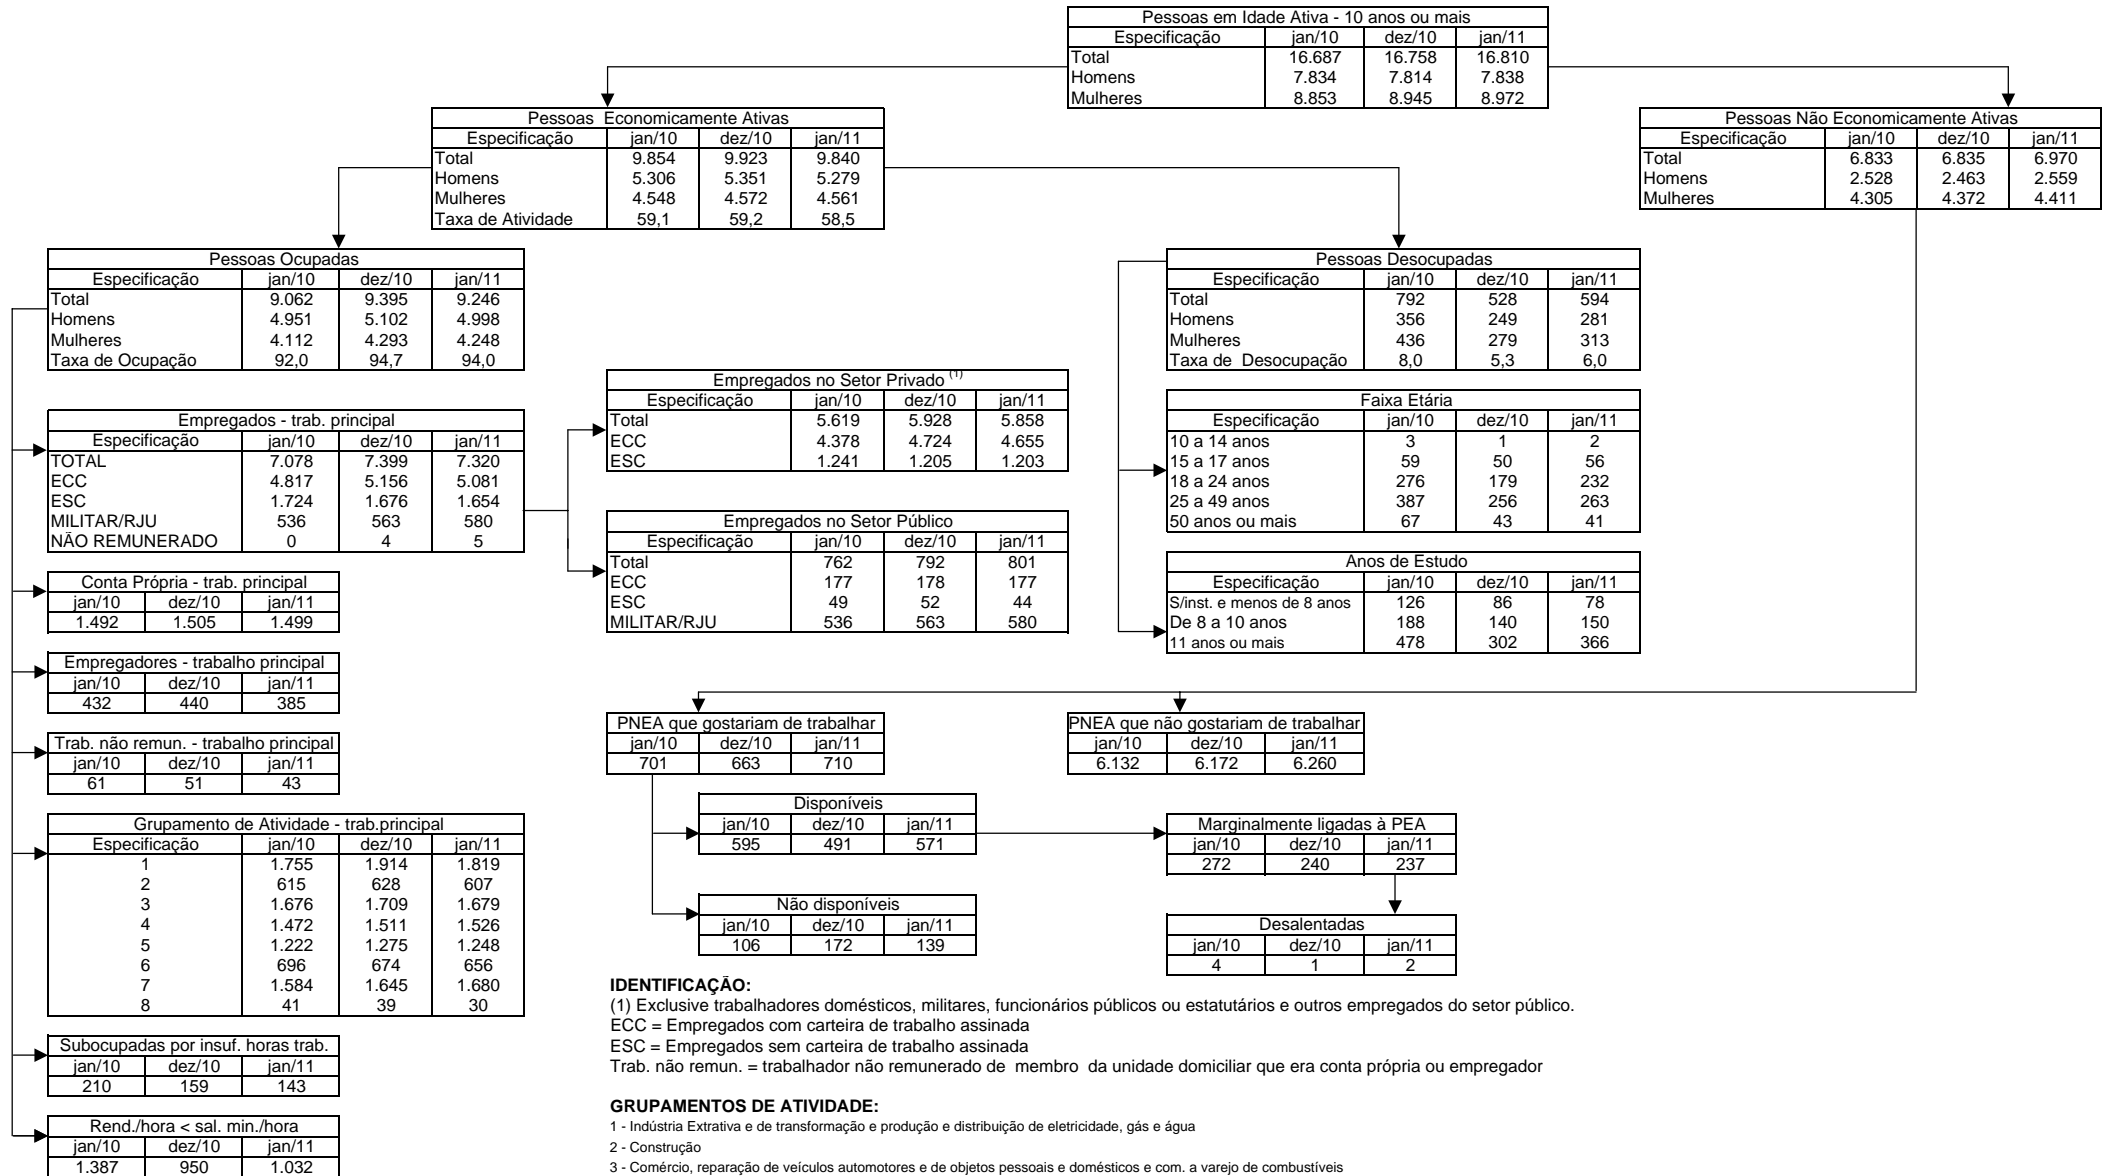 Pessoas em Idade Ativa - 10 anos ou mais
Especificação jan/10 dez/10 jan/11
Total 16.687 16.758 16.810
Homens 7.834 7.814 7.838
Mulheres 8.853 8.945 8.972
Pessoas Economicamente Ativas
Especificação jan/10 dez/10 jan/11
Total 9.854 9.923 9.840
Homens 5.306 5.351 5.279
Mulheres 4.548 4.572 4.561
Taxa de Atividade 59,1 59,2 58,5
Pessoas Não Economicamente Ativas
Especificação jan/10 dez/10 jan/11
Total 6.833 6.835 6.970
Homens 2.528 2.463 2.559
Mulheres 4.305 4.372 4.411
Pessoas Ocupadas
Especificação jan/10 dez/10 jan/11
Total 9.062 9.395 9.246
Homens 4.951 5.102 4.998
Mulheres 4.112 4.293 4.248
Taxa de Ocupação 92,0 94,7 94,0
Pessoas Desocupadas
Especificação jan/10 dez/10 jan/11
Total 792 528 594
Homens 356 249 281
Mulheres 436 279 313
Taxa de Desocupação 8,0 5,3 6,0
Empregados - trab. principal
Especificação jan/10 dez/10 jan/11
TOTAL 7.078 7.399 7.320
ECC 4.817 5.156 5.081
ESC 1.724 1.676 1.654
MILITAR/RJU 536 563 580
NÃO REMUNERADO 0 4 5
Empregados no Setor Privado (1)
Especificação jan/10 dez/10 jan/11
Total 5.619 5.928 5.858
ECC 4.378 4.724 4.655
ESC 1.241 1.205 1.203
Faixa Etária
Especificação jan/10 dez/10 jan/11
10 a 14 anos 3 1 2
15 a 17 anos 59 50 56
18 a 24 anos 276 179 232
25 a 49 anos 387 256 263
50 anos ou mais 67 43 41
Empregados no Setor Público
Especificação jan/10 dez/10 jan/11
Total 762 792 801
ECC 177 178 177
ESC 49 52 44
MILITAR/RJU 536 563 580
Anos de Estudo
Especificação jan/10 dez/10 jan/11
S/inst. e menos de 8 anos 126 86 78
De 8 a 10 anos 188 140 150
11 anos ou mais 478 302 366
Conta Própria - trab. principal
jan/10 dez/10 jan/11
1.492 1.505 1.499
Empregadores - trabalho principal
jan/10 dez/10 jan/11
432 440 385
Trab. não remun. - trabalho principal
jan/10 dez/10 jan/11
61 51 43
PNEA que gostariam de trabalhar
jan/10 dez/10 jan/11
701 663 710
PNEA que não gostariam de trabalhar
jan/10 dez/10 jan/11
6.132 6.172 6.260
Disponíveis
jan/10 dez/10 jan/11
595 491 571
Marginalmente ligadas à PEA
jan/10 dez/10 jan/11
272 240 237
Não disponíveis
jan/10 dez/10 jan/11
106 172 139
Desalentadas
jan/10 dez/10 jan/11
4 1 2
Grupamento de Atividade - trab.principal
Especificação jan/10 dez/10 jan/11
1 1.755 1.914 1.819
2 615 628 607
3 1.676 1.709 1.679
4 1.472 1.511 1.526
5 1.222 1.275 1.248
6 696 674 656
7 1.584 1.645 1.680
8 41 39 30
Subocupadas por insuf. horas trab.
jan/10 dez/10 jan/11
210 159 143
Rend./hora < sal. min./hora
jan/10 dez/10 jan/11
1.387 950 1.032
IDENTIFICAÇÃO:
(1) Exclusive trabalhadores domésticos, militares, funcionários públicos ou estatutários e outros empregados do setor público.
ECC = Empregados com carteira de trabalho assinada
ESC = Empregados sem carteira de trabalho assinada
Trab. não remun. = trabalhador não remunerado de membro da unidade domiciliar que era conta própria ou empregador
GRUPAMENTOS DE ATIVIDADE:
1 - Indústria Extrativa e de transformação e produção e distribuição de eletricidade, gás e água
2 - Construção
3 - Comércio, reparação de veículos automotores e de objetos pessoais e domésticos e com. a varejo de combustíveis